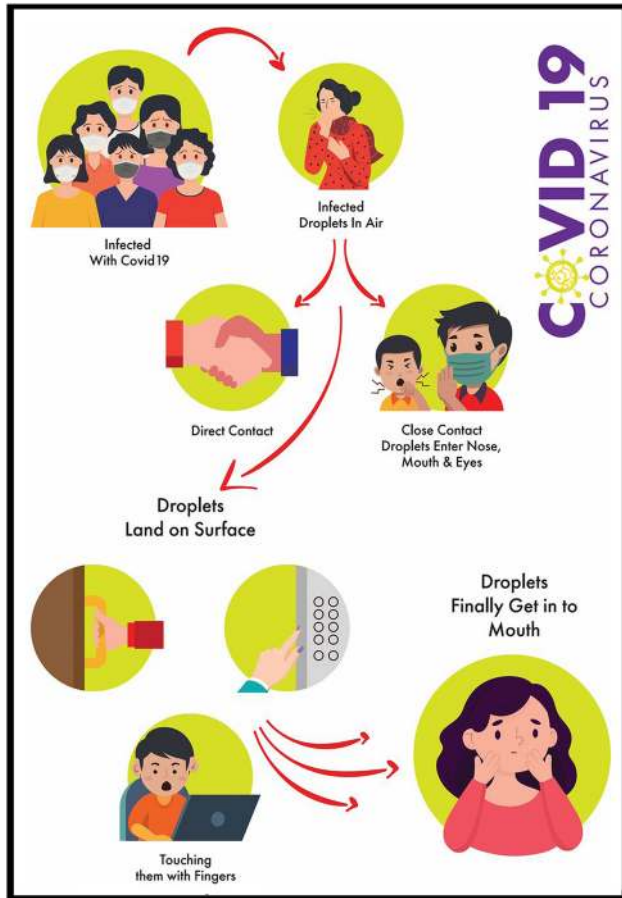 COVID 19
CORONAVIRUS
Infected
With Covid19
Infected
Droplets In Air
Direct Contact
Close Contact
Droplets Enter Nose,
Mouth & Eyes
Droplets
Land on Surface
Droplets
Finally Get in to
Mouth
Touching
them with Fingers